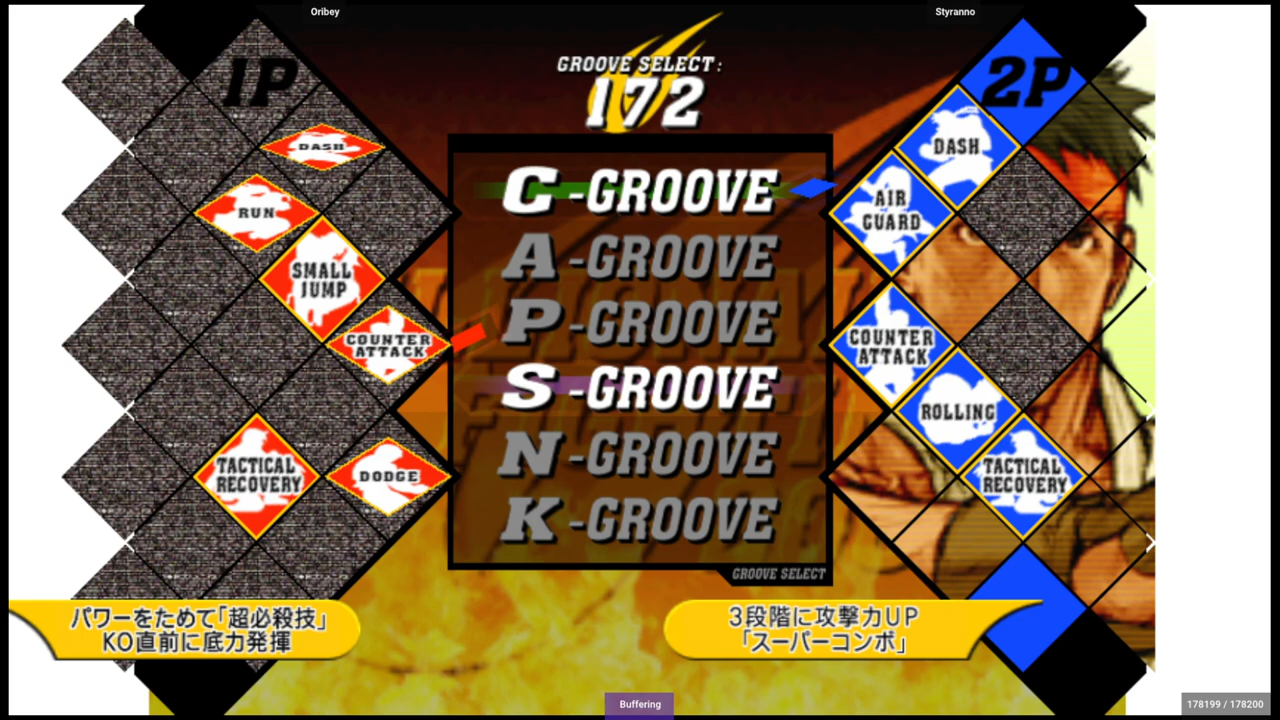 Oribey
Styranno
1P
2P
GROOVE SELECT:
172
DASH
RUN
SMALL
JUMP
COUNTER
ATTACK
TACTICAL
RECOVERY
DODGE
C-GROOVE
A-GROOVE
P-GROOVE
S-GROOVE
N-GROOVE
K-GROOVE
GROOVE SELECT
DASH
AIR
GUARD
COUNTER
ATTACK
ROLLING
TACTICAL
RECOVERY
パワーをためて「超必殺技」
KO直前に底力発揮
3段階に攻撃力UP
「スーパーコンボ」
Buffering
178199 / 178200